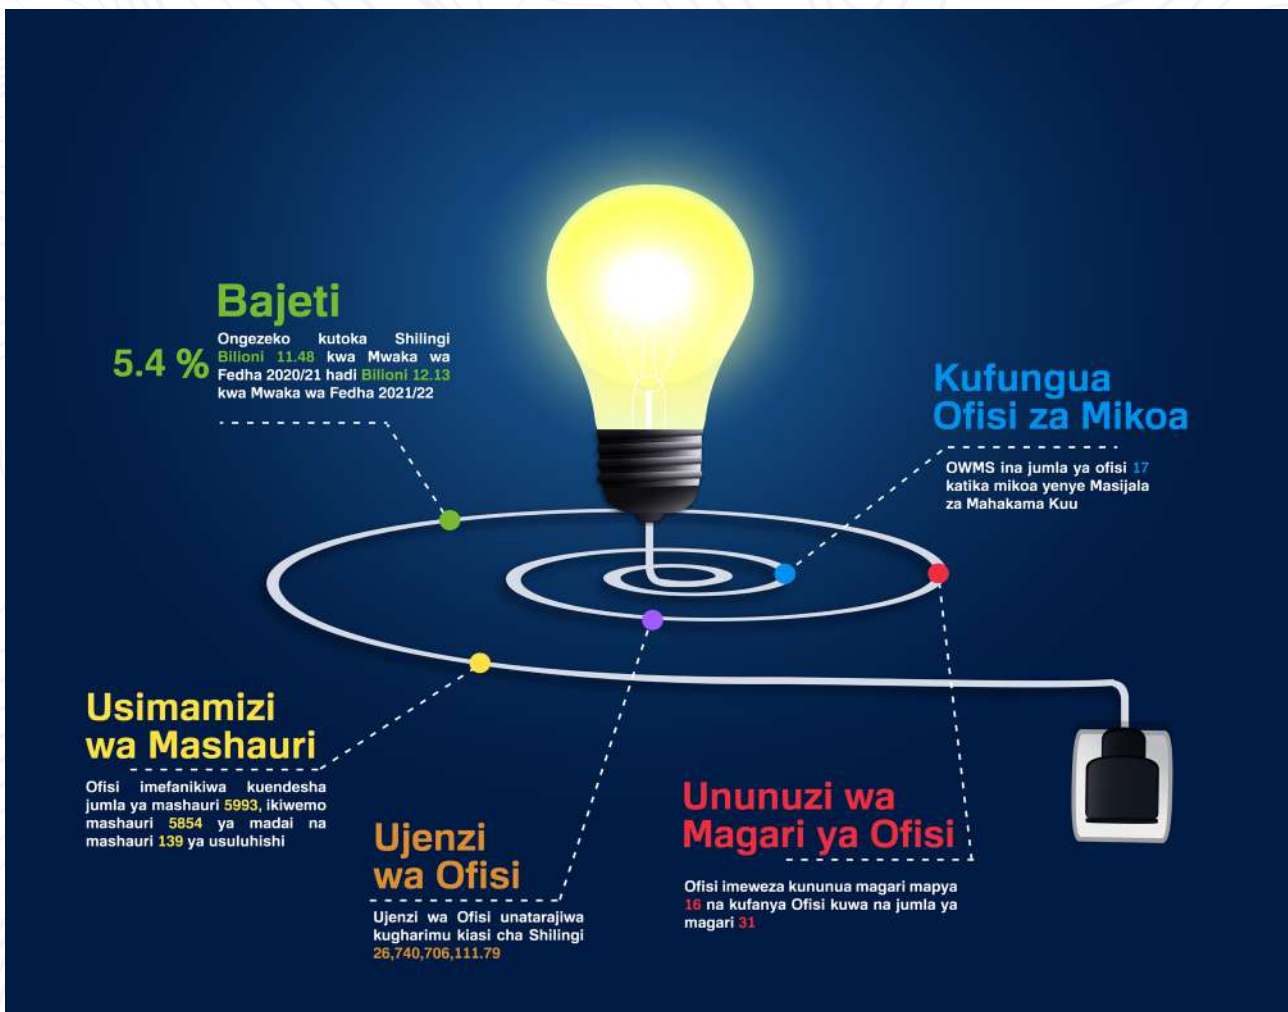 Bajeti
5.4 %
Ongezeko kutoka Shilingi
Bilioni 11.48 kwa Mwaka wa
Fedha 2020/21 hadi Bilioni 12.13
kwa Mwaka wa Fedha 2021/22
Kufungua
Ofisi za Mikoa
OWMS ina jumla ya ofisi 17
katika mikoa yenye Masijala
za Mahakama Kuu
Usimamizi
wa Mashauri
Ofisi imefanikiwa kuendesha
jumla ya mashauri 5993, ikiwemo
mashauri 5854 ya madai na
mashauri 139 ya usuluhishi
Ujenzi
wa Ofisi
Ujenzi wa Ofisi unatarajiwa
kugharimu kiasi cha Shilingi
26,740,706,111.79
Ununuzi wa
Magari ya Ofisi
Ofisi imeweza kununua magari mapya
16 na kufanya Ofisi kuwa na jumla ya
magari 31